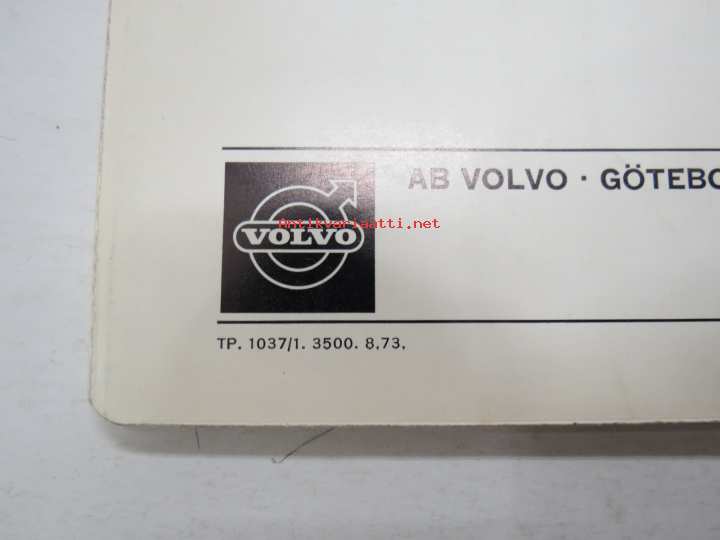 AB VOLVO · GÖTEBO
VOLVO
Antikvariaatti.net
TP. 1037/1. 3500. 8.73.